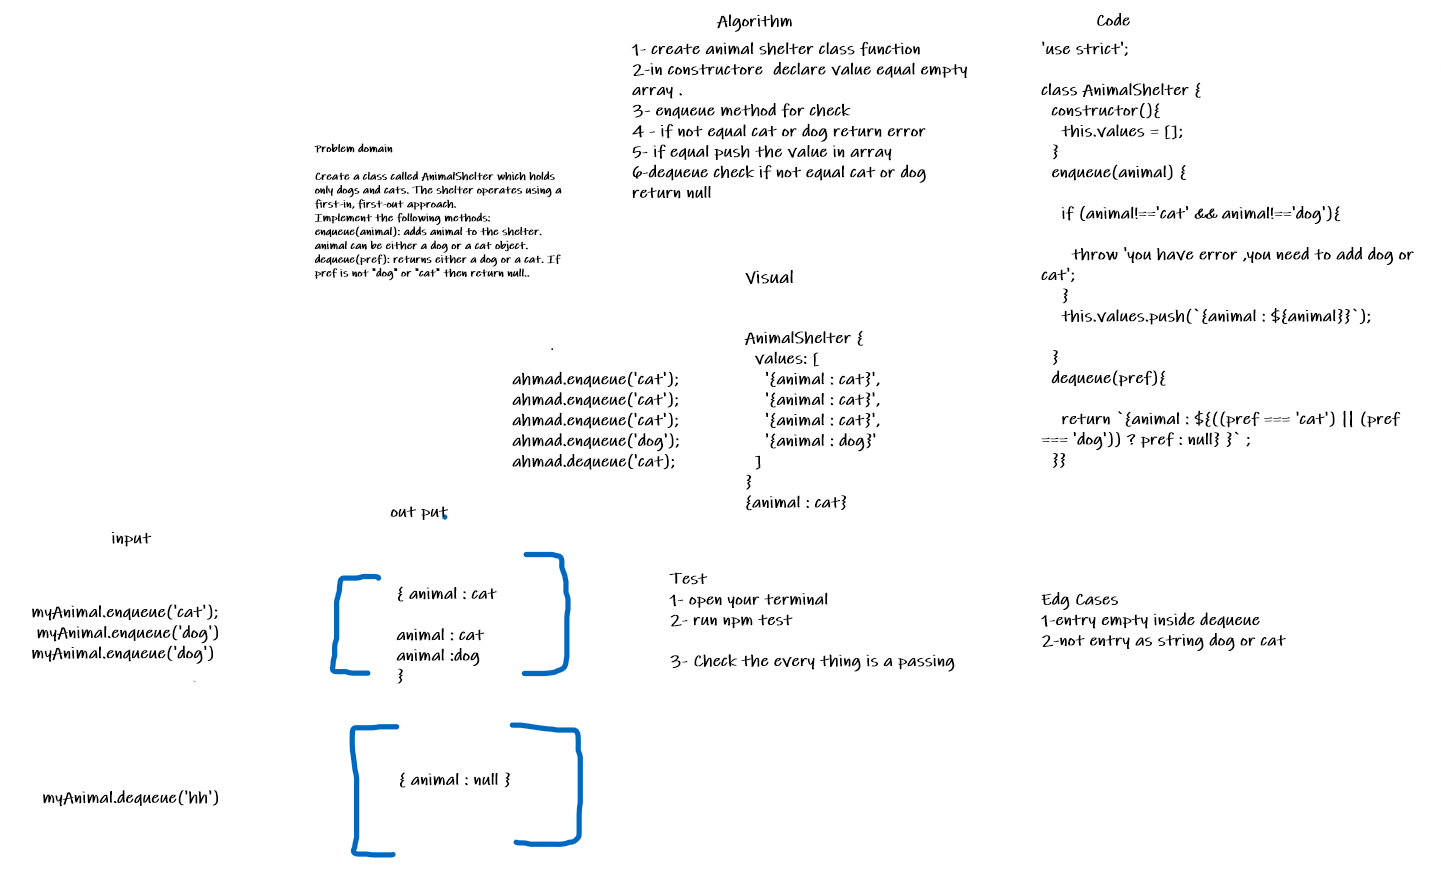 Problem domain
Create a class called AnimalShelter which holds
only dogs and cats. The shelter operates using a
first-in, first-out approach.
Implement the following methods:
enqueue(animal): adds animal to the shelter.
animal can be either a dog or a cat object.
dequeue(pref): returns either a dog or a cat. If
pref is not "dog" or "cat" then return null..
Algorithm
1- create animal shelter class function
2-in constructore declare value equal empty
array .
3- enqueue method for check
4 - if not equal cat or dog return error
5- if equal push the value in array
6-dequeue check if not equal cat or dog
return null
Code
'use strict';
class AnimalShelter {
constructor(){
this.values = [];
}
enqueue(animal) {
if (animal!=='cat' && animal!=='dog'){
throw 'you have error ,you need to add dog or
cat';
}
this.values.push(`{animal : ${animal}}`);
}
dequeue(pref){
return `{animal : ${((pref === 'cat') || (pref
=== 'dog')) ? pref : null} }` ;
}}
Visual
ahmad.enqueue('cat');
ahmad.enqueue('cat');
ahmad.enqueue('cat');
ahmad.enqueue('dog');
ahmad.dequeue('cat);
AnimalShelter {
values: [
'{animal : cat}',
'{animal : cat}',
'{animal : cat}',
'{animal : dog}'
]
}
{animal : cat}
input
myAnimal.enqueue('cat');
myAnimal.enqueue('dog')
myAnimal.enqueue('dog')
myAnimal.dequeue('hh')
out put
{ animal : cat
animal : cat
animal :dog
}
{ animal : null }
Test
1- open your terminal
2- run npm test
3- Check the every thing is a passing
Edg Cases
1-entry empty inside dequeue
2-not entry as string dog or cat